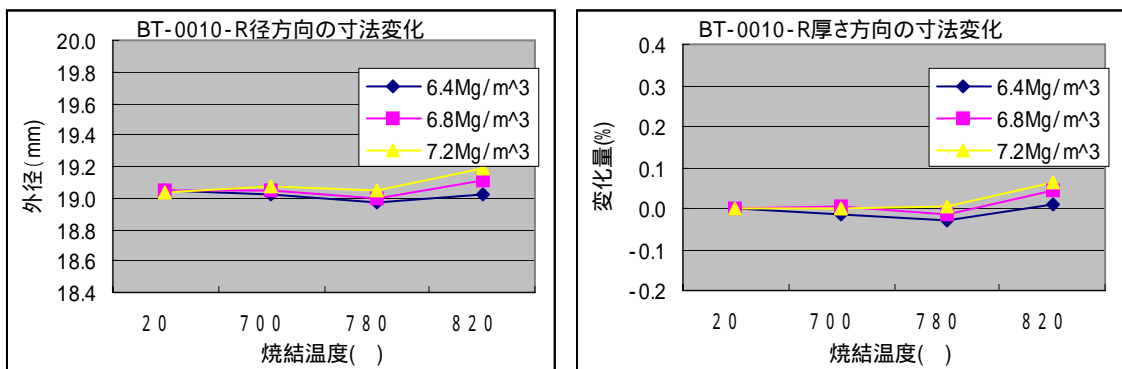 BT-0010-R径方向の寸法変化
20.0
19.8
19.6
19.4
19.2
19.0
18.8
18.6
18.4
外径(mm)
6.4Mg/m^3
6.8Mg/m^3
7.2Mg/m^3
20 700 780 820
焼結温度( )
BT-0010-R厚さ方向の寸法変化
0.4
0.3
0.2
0.1
0.0
-0.1
-0.2
変化量(%)
6.4Mg/m^3
6.8Mg/m^3
7.2Mg/m^3
20 700 780 820
焼結温度( )